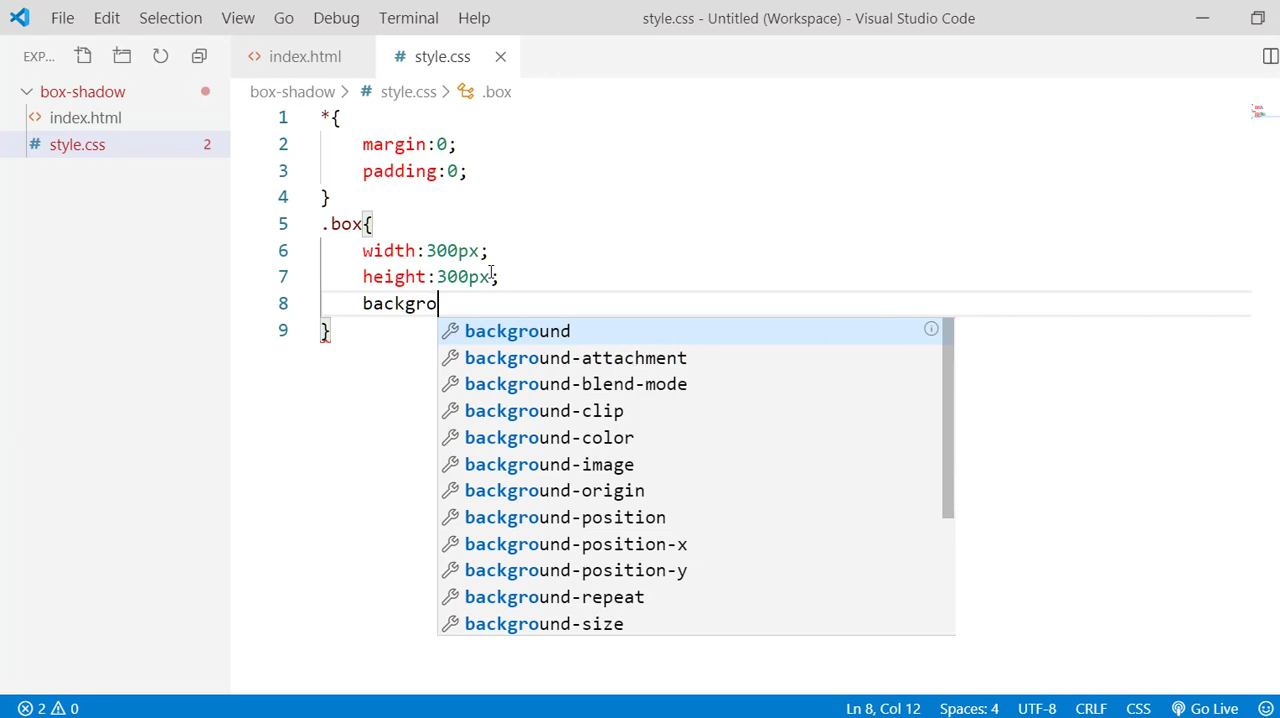 File Edit Selection View Go Debug Terminal Help style.css - Untitled (Workspace) - Visual Studio Code
EXP... <> index.html # style.css
box-shadow
<> index.html
# style.css 2
box-shadow > # style.css > .box
1 *{
2 margin:0;
3 padding:0;
4 }
5 .box{
6 width:300px;
7 height:300px;
8 backgro
9 }
background
background-attachment
background-blend-mode
background-clip
background-color
background-image
background-origin
background-position
background-position-x
background-position-y
background-repeat
background-size
2 0 Ln 8, Col 12 Spaces: 4 UTF-8 CRLF CSS Go Live